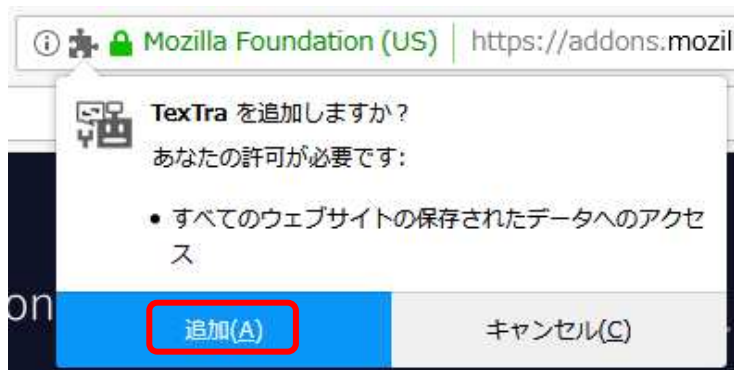 Mozilla Foundation (US) https://addons.mozil
TexTra を追加しますか?
あなたの許可が必要です:
• すべてのウェブサイトの保存されたデータへのアクセ
ス
on
追加(A) キャンセル(C)